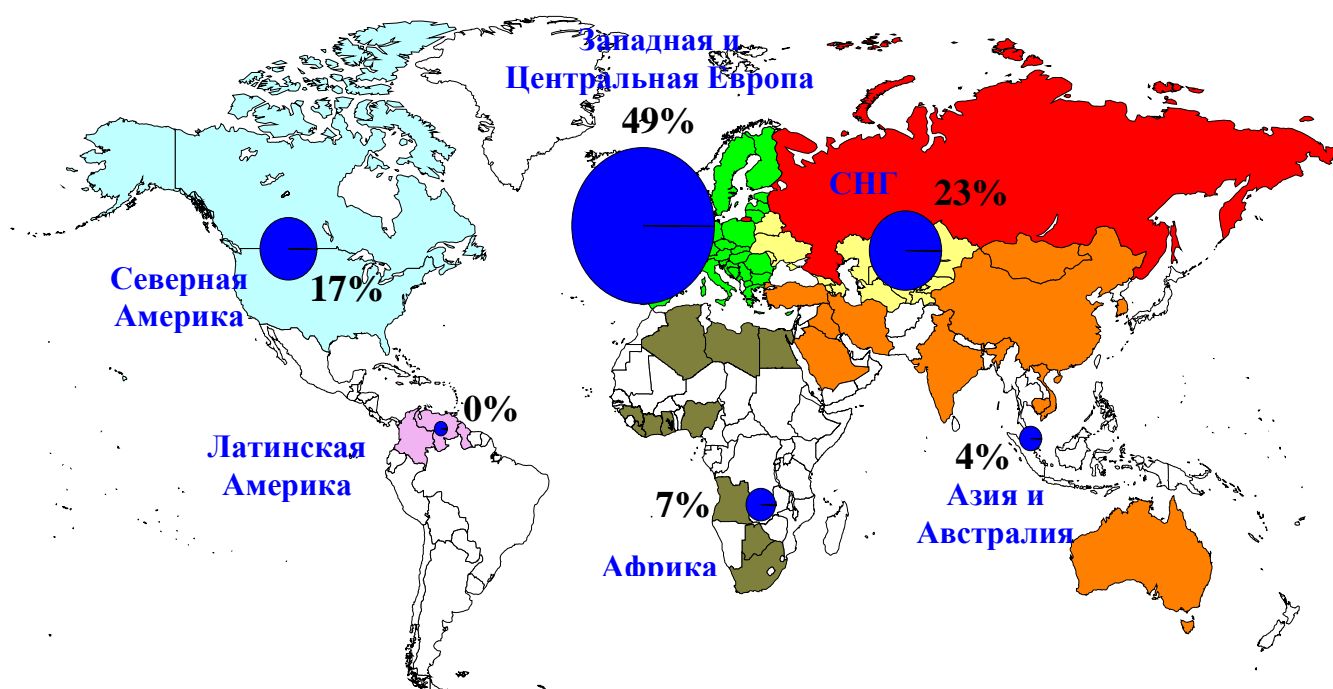 Западная и
Центральная Европа
49%
СНГ
23%
Северная
Америка
17%
0%
Латинская
Америка
4%
Азия и
Австралия
7%
Африка